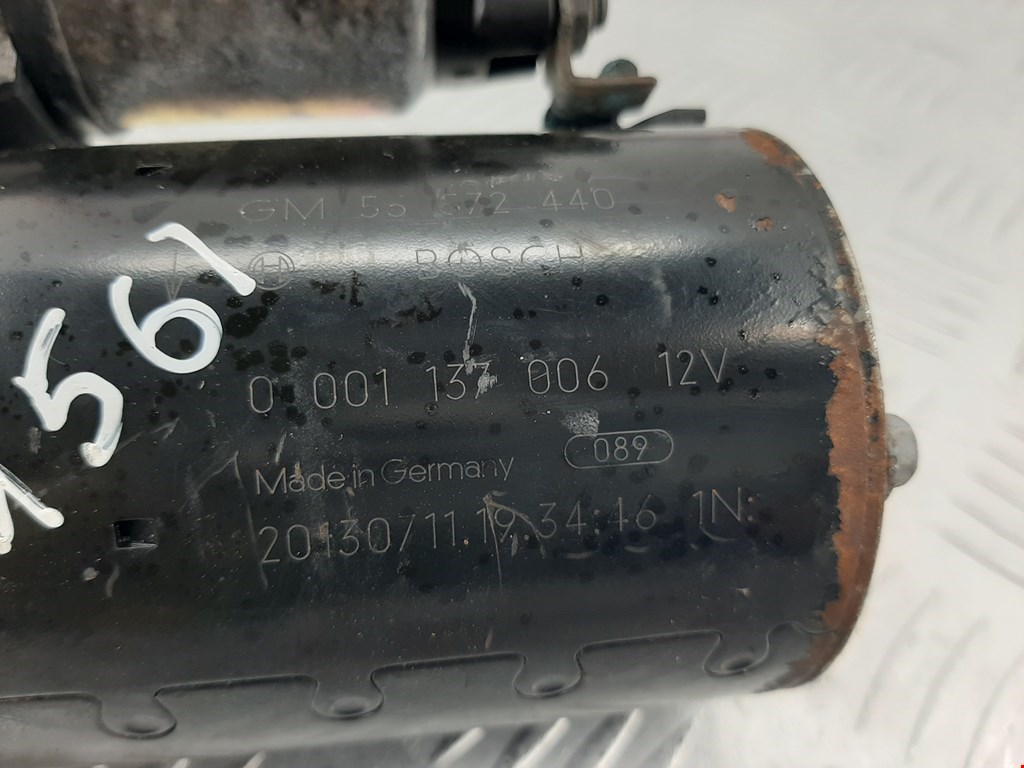 GM 55 572 440
H BOSCH
0 001 137 006 12V
Made in Germany 089
20130711.19:34:46 1N:
561